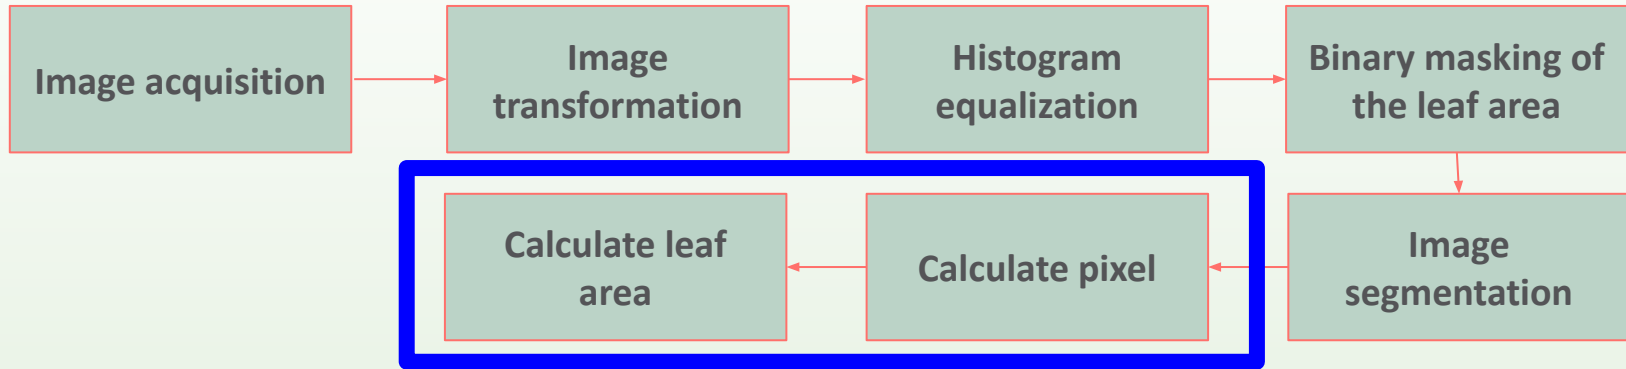 Image acquisition
Image
transformation
Histogram
equalization
Binary masking of
the leaf area
Image
segmentation
Calculate pixel
Calculate leaf
area